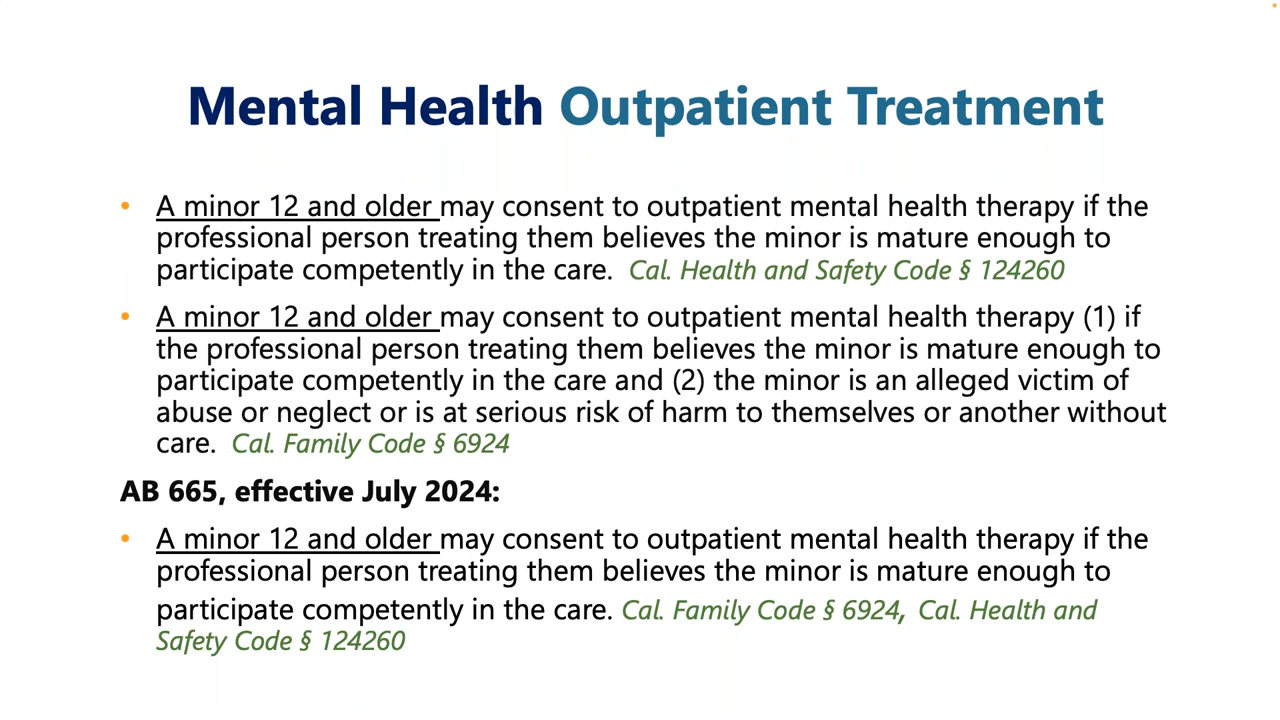 Mental Health Outpatient Treatment
• A minor 12 and older may consent to outpatient mental health therapy if the
professional person treating them believes the minor is mature enough to
participate competently in the care. Cal. Health and Safety Code § 124260
• A minor 12 and older may consent to outpatient mental health therapy (1) if
the professional person treating them believes the minor is mature enough to
participate competently in the care and (2) the minor is an alleged victim of
abuse or neglect or is at serious risk of harm to themselves or another without
care. Cal. Family Code § 6924
AB 665, effective July 2024:
• A minor 12 and older may consent to outpatient mental health therapy if the
professional person treating them believes the minor is mature enough to
participate competently in the care. Cal. Family Code § 6924, Cal. Health and
Safety Code § 124260